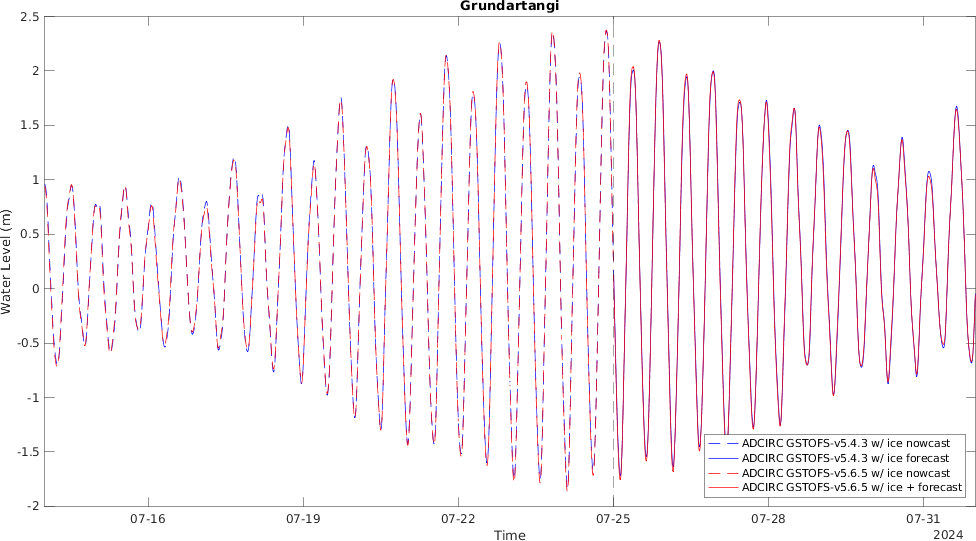 Grundartangi
2.5
2
1.5
1
0.5
0
-0.5
-1
-1.5
-2
Water Level (m)
ADCIRC GSTOFS-v5.4.3 w/ ice nowcast
ADCIRC GSTOFS-v5.4.3 w/ ice forecast
ADCIRC GSTOFS-v5.6.5 w/ ice nowcast
ADCIRC GSTOFS-v5.6.5 w/ ice + forecast
07-16 07-19 07-22 07-25 07-28 07-31
Time 2024